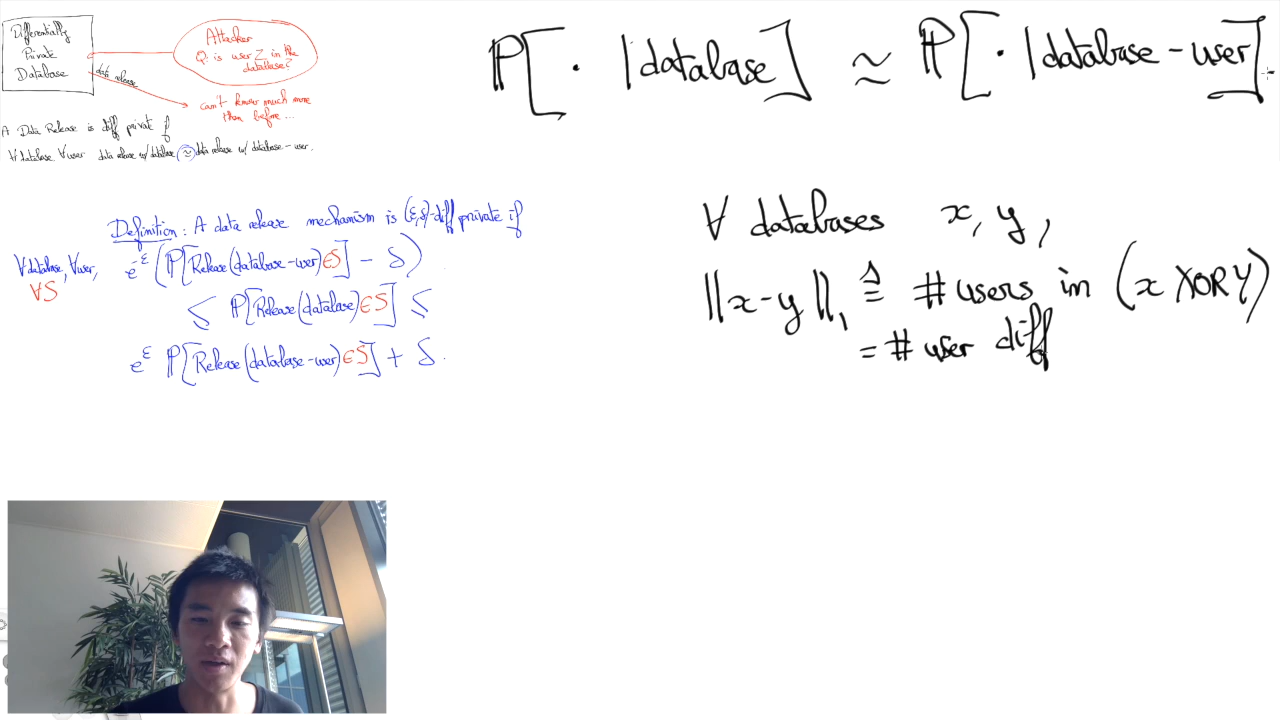 Differentially
Private
Database
Attacker
Q: is user Z in the
database?
data release
can't know much more
than before...
A Data Release is diff private if
∀ database ∀ user data release w/ database ≈ data release w/ database - user.
ℙ[ · | database ] ≈ ℙ[ · | database - user ]
Definition: A data release mechanism is (ε,δ)-diff private if
∀ database, ∀ user, e^-ε (ℙ[Release(database-user) ∈ S] - δ)
∀S
≤ ℙ[Release(database) ∈ S] ≤
e^ε ℙ[Release(database-user) ∈ S] + δ.
∀ databases x, y,
||x-y||₁ ≜ # users in (x XOR Y)
= # user diff